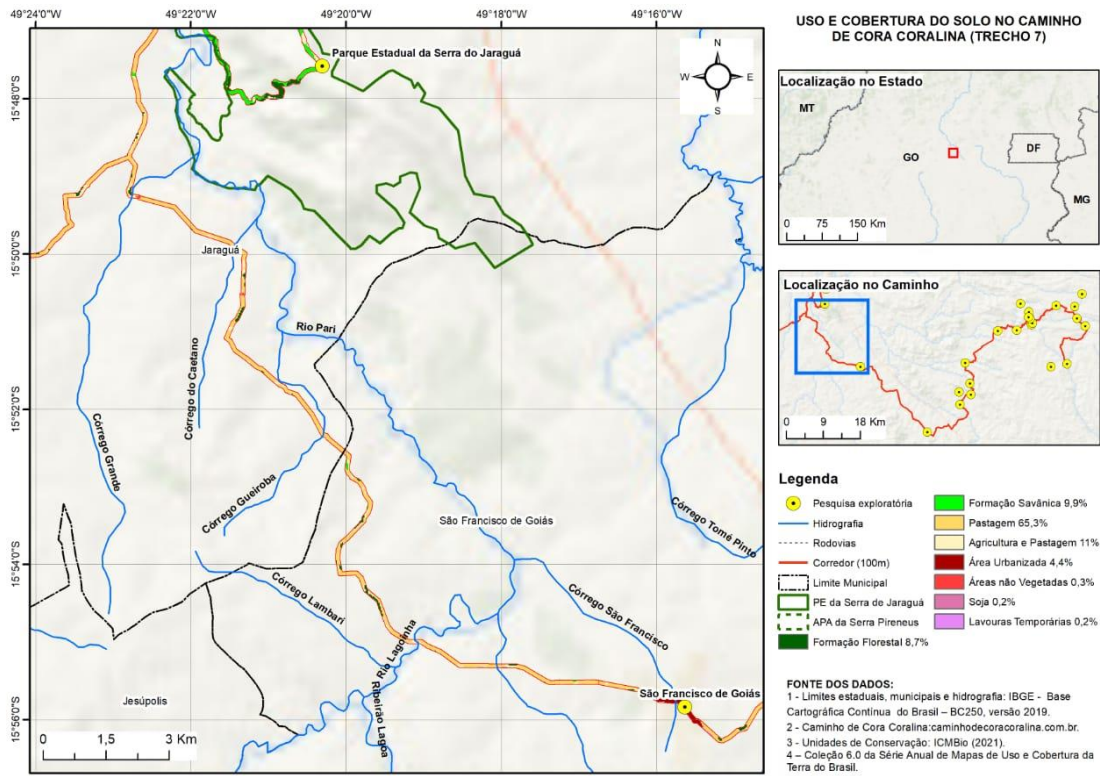 49°24'0"W
49°22'0"W
49°20'0"W
49°18'0"W
49°16'0"W
15°48'0"S
15°50'0"S
15°52'0"S
15°54'0"S
15°56'0"S
Parque Estadual da Serra do Jaraguá
N
W E
S
Jaraguá
Rio Pari
Córrego do Caetano
Córrego Grande
Córrego Gueiroba
São Francisco de Goiás
Córrego Tomé Pinto
Córrego Lambari
Rio Lagoinha
Córrego São Francisco
São Francisco de Goiás
Ribeirão Lagoa
Jesúpolis
0 1,5 3 Km
USO E COBERTURA DO SOLO NO CAMINHO
DE CORA CORALINA (TRECHO 7)
Localização no Estado
MT
GO
DF
MG
0 75 150 Km
Localização no Caminho
0 9 18 Km
Legenda
Pesquisa exploratória
Hidrografia
Rodovias
Corredor (100m)
Limite Municipal
PE da Serra de Jaraguá
APA da Serra Pireneus
Formação Florestal 8,7%
Formação Savânica 9,9%
Pastagem 65,3%
Agricultura e Pastagem 11%
Área Urbanizada 4,4%
Áreas não Vegetadas 0,3%
Soja 0,2%
Lavouras Temporárias 0,2%
FONTE DOS DADOS:
1 - Limites estaduais, municipais e hidrografia: IBGE - Base
Cartográfica Contínua do Brasil – BC250, versão 2019.
2 - Caminho de Cora Coralina:caminhodecoracoralina.com.br.
3 - Unidades de Conservação: ICMBio (2021).
4 – Coleção 6.0 da Série Anual de Mapas de Uso e Cobertura da
Terra do Brasil.